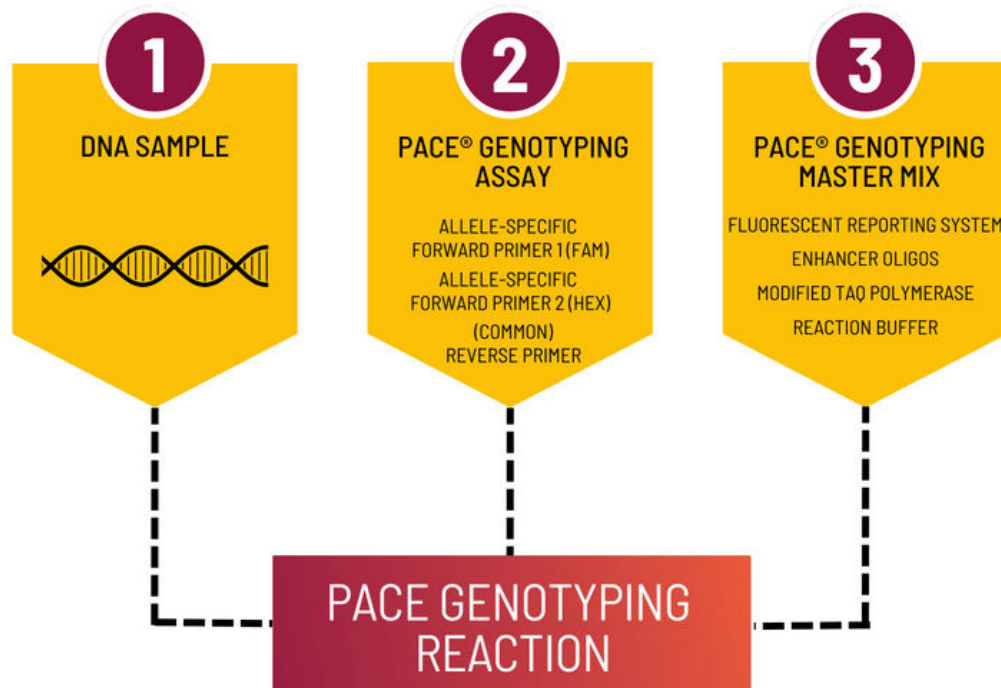 1
DNA SAMPLE
2
PACE® GENOTYPING
ASSAY
ALLELE-SPECIFIC
FORWARD PRIMER 1 (FAM)
ALLELE-SPECIFIC
FORWARD PRIMER 2 (HEX)
(COMMON)
REVERSE PRIMER
3
PACE® GENOTYPING
MASTER MIX
FLUORESCENT REPORTING SYSTEM
ENHANCER OLIGOS
MODIFIED TAQ POLYMERASE
REACTION BUFFER
PACE GENOTYPING
REACTION